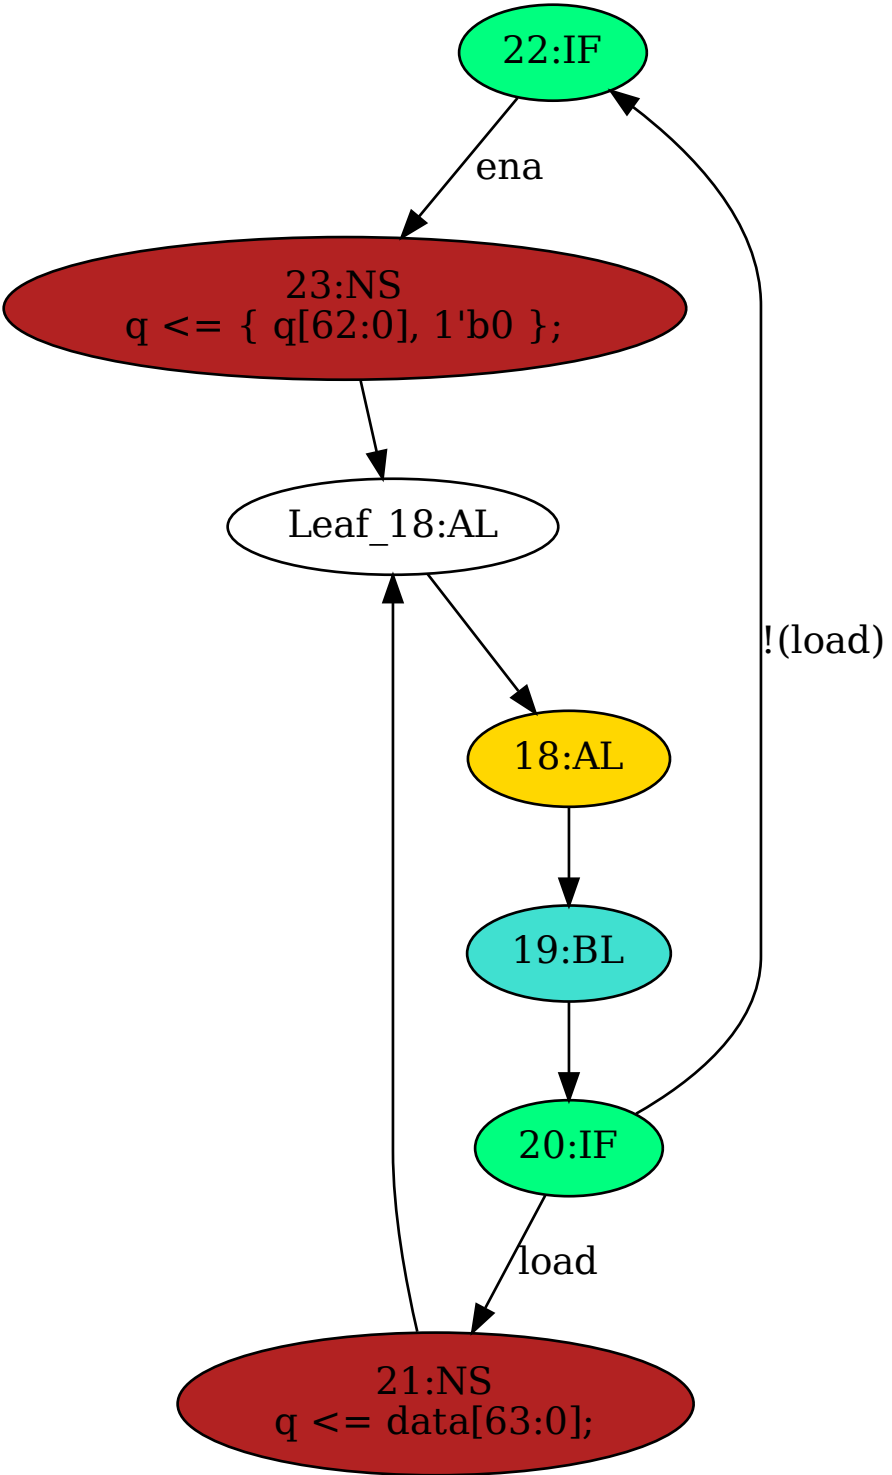 22:IF
ena
23:NS
q <= { q[62:0], 1'b0 };
Leaf_18:AL
!(load)
18:AL
19:BL
20:IF
load
21:NS
q <= data[63:0];